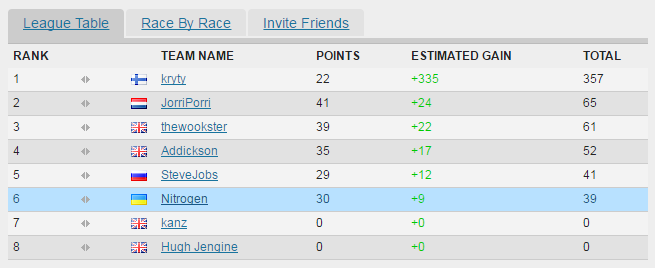 League Table Race By Race Invite Friends
RANK TEAM NAME POINTS ESTIMATED GAIN TOTAL
1 kryty 22 +335 357
2 JorriPorri 41 +24 65
3 thewookster 39 +22 61
4 Addickson 35 +17 52
5 SteveJobs 29 +12 41
6 Nitrogen 30 +9 39
7 kanz 0 +0 0
8 Hugh Jengine 0 +0 0